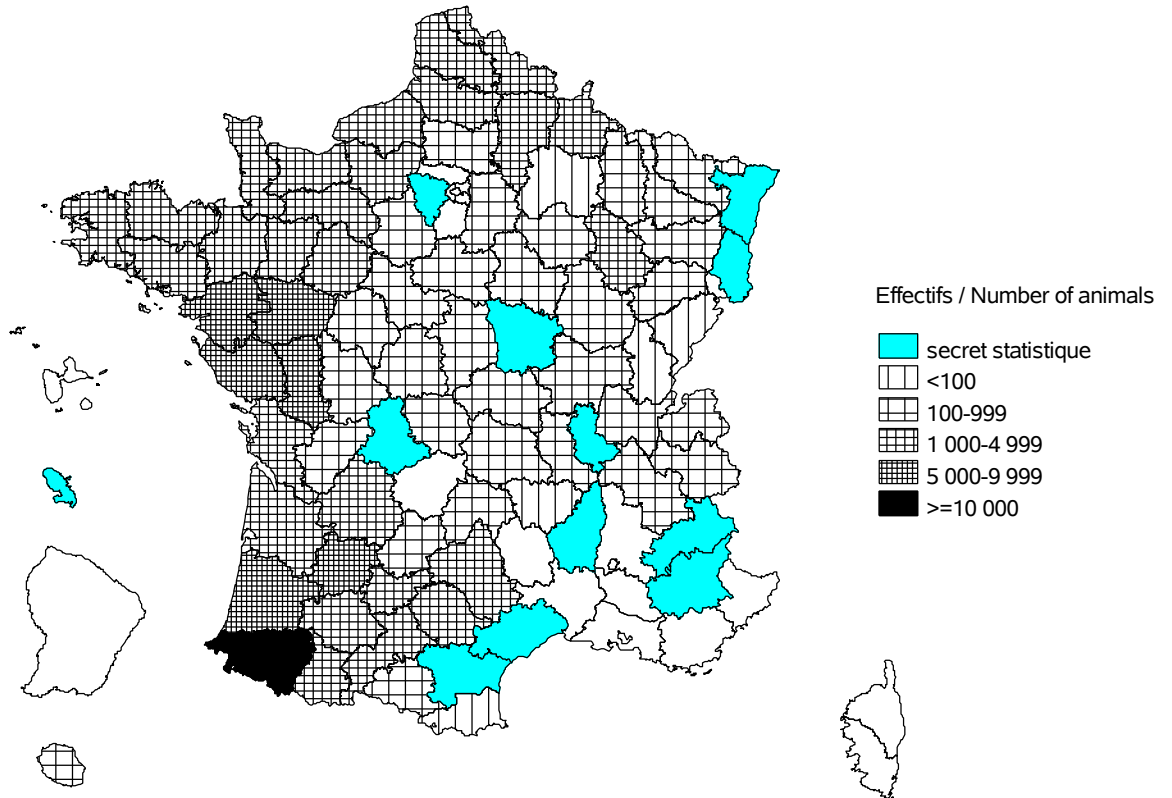 Effectifs / Number of animals
secret statistique
<100
100-999
1 000-4 999
5 000-9 999
>=10 000